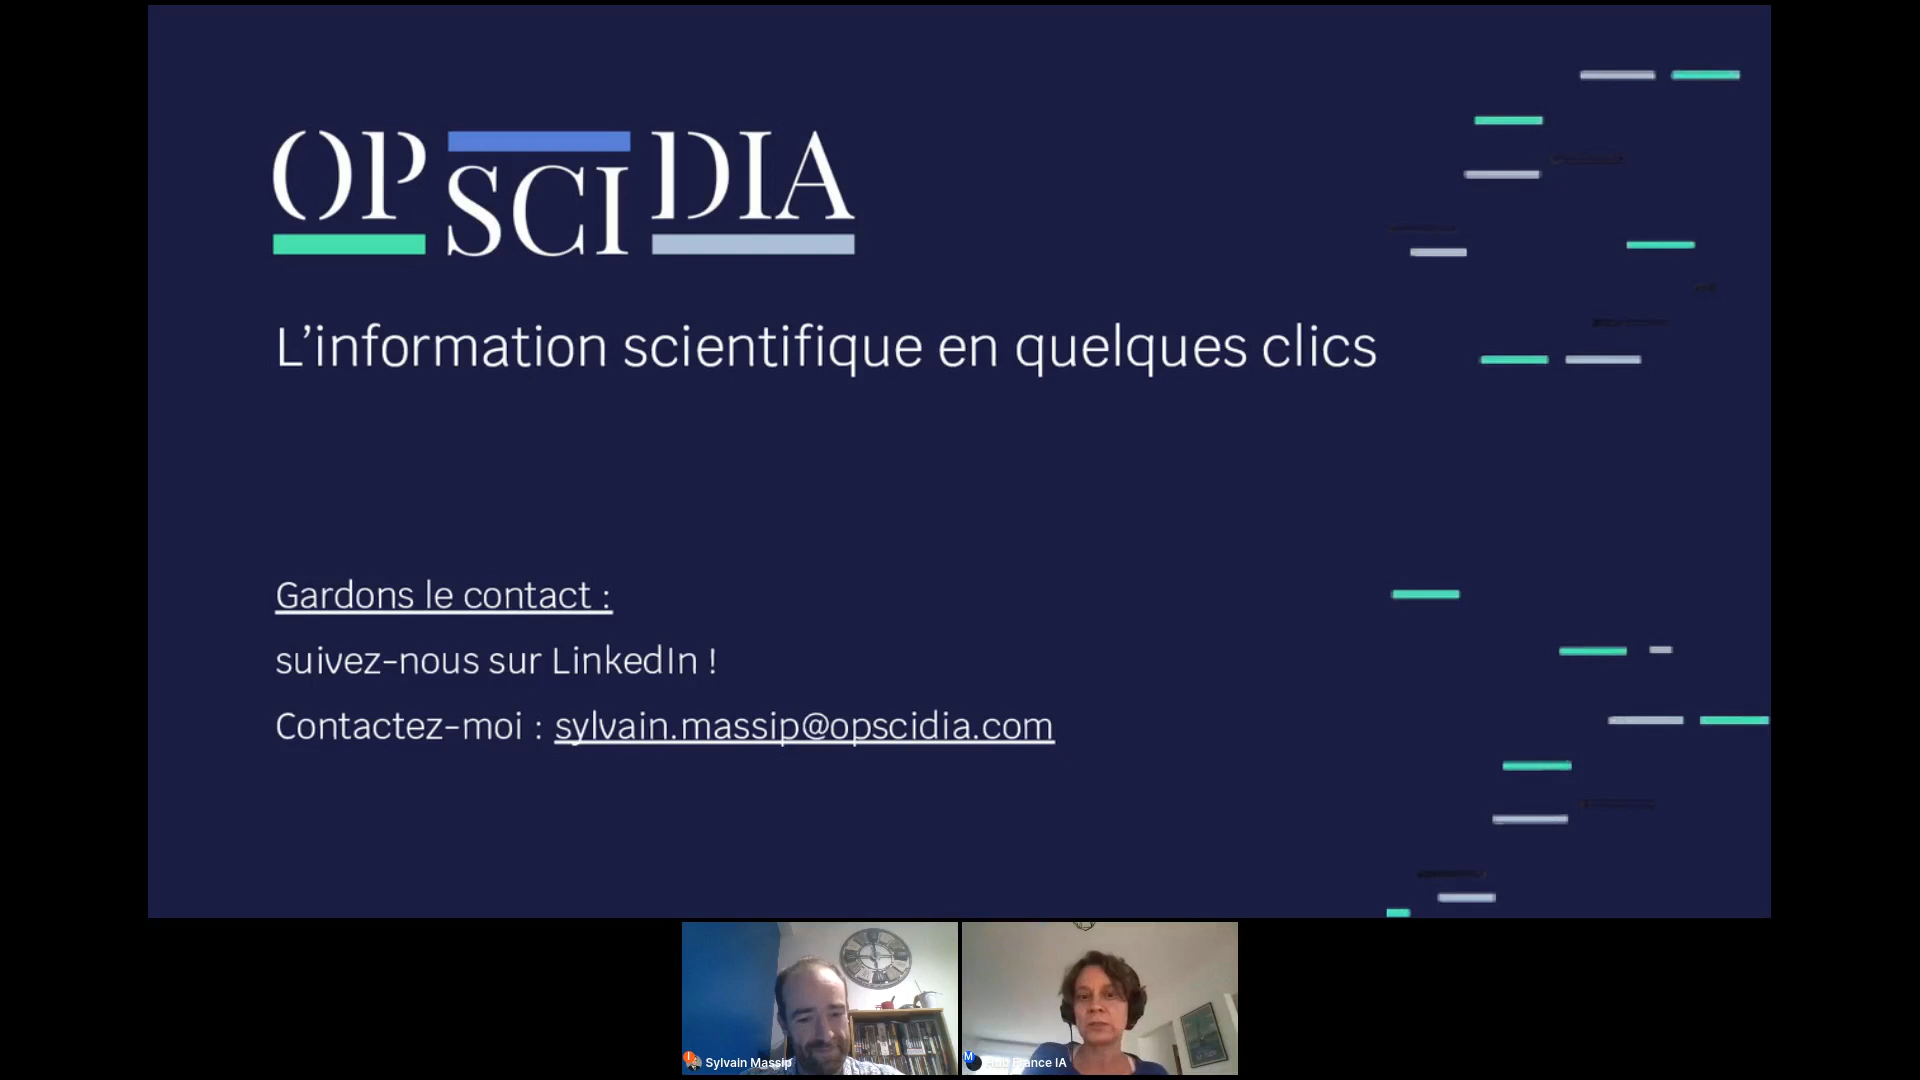 OPSCIDIA
L’information scientifique en quelques clics
Gardons le contact :
suivez-nous sur LinkedIn !
Contactez-moi : sylvain.massip@opscidia.com
Sylvain Massip
France IA